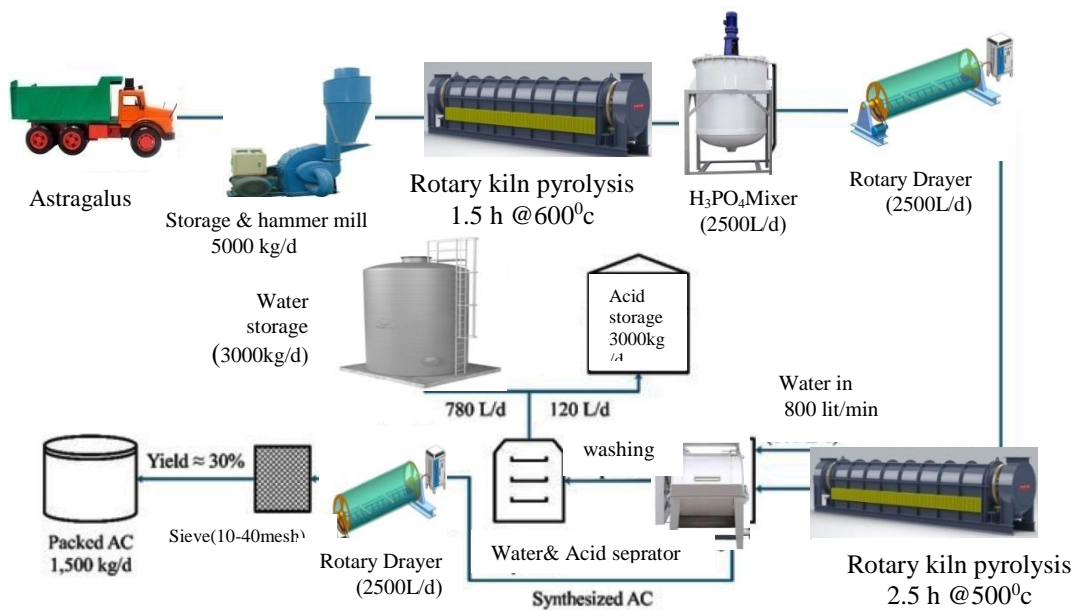 Astragalus
Storage & hammer mill
5000 kg/d
Rotary kiln pyrolysis
1.5 h @600⁰c
H₃PO₄Mixer
(2500L/d)
Rotary Drayer
(2500L/d)
Water
storage
(3000kg/d)
Acid
storage
3000kg
/d
780 L/d
120 L/d
Water in
800 lit/min
washing
Yield ≈ 30%
Packed AC
1,500 kg/d
Sieve(10-40mesh)
Rotary Drayer
(2500L/d)
Water& Acid seprator
Synthesized AC
Rotary kiln pyrolysis
2.5 h @500⁰c